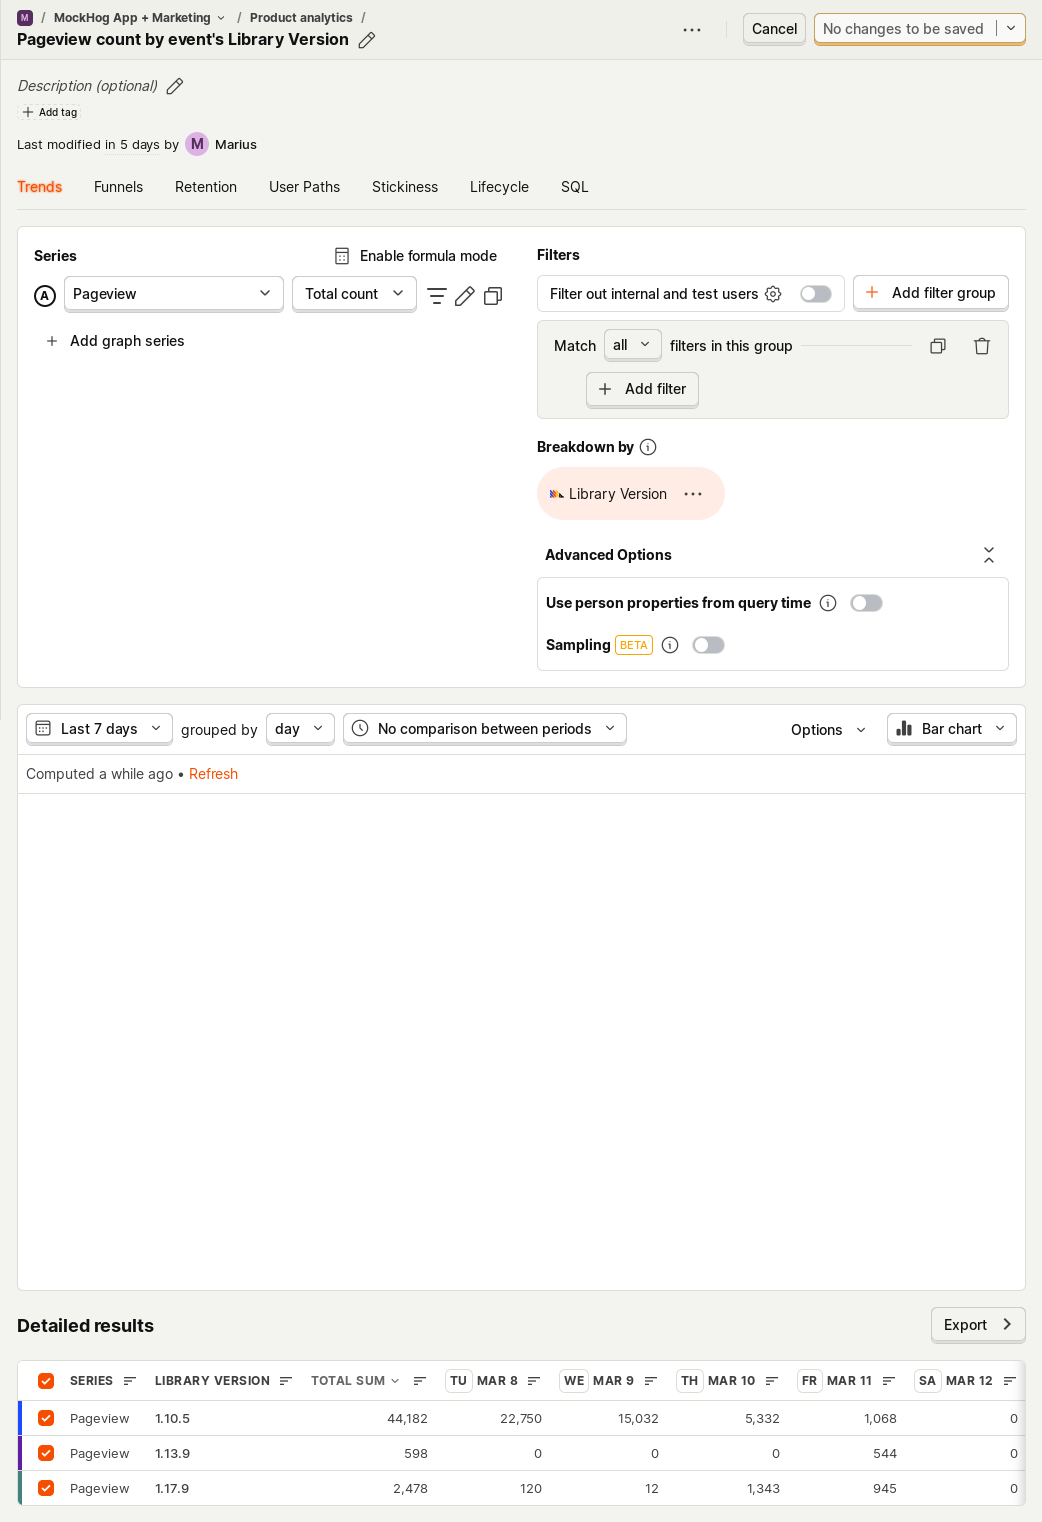 M / MockHog App + Marketing / Product analytics /
Pageview count by event's Library Version
Cancel
No changes to be saved
Description (optional)
Add tag
Last modified in 5 days by M Marius
Trends Funnels Retention User Paths Stickiness Lifecycle SQL
Series
Enable formula mode
A Pageview Total count
Add graph series
Filters
Filter out internal and test users
Add filter group
Match all filters in this group
Add filter
Breakdown by
Library Version
Advanced Options
Use person properties from query time
Sampling BETA
Last 7 days grouped by day No comparison between periods Options Bar chart
Computed a while ago • Refresh
Detailed results
Export
SERIES LIBRARY VERSION TOTAL SUM TU MAR 8 WE MAR 9 TH MAR 10 FR MAR 11 SA MAR 12
Pageview 1.10.5 44,182 22,750 15,032 5,332 1,068 0
Pageview 1.13.9 598 0 0 0 544 0
Pageview 1.17.9 2,478 120 12 1,343 945 0